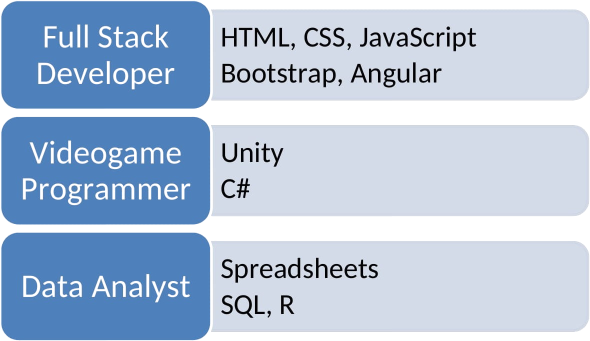 Full Stack
Developer
HTML, CSS, JavaScript
Bootstrap, Angular
Videogame
Programmer
Unity
C#
Data Analyst
Spreadsheets
SQL, R